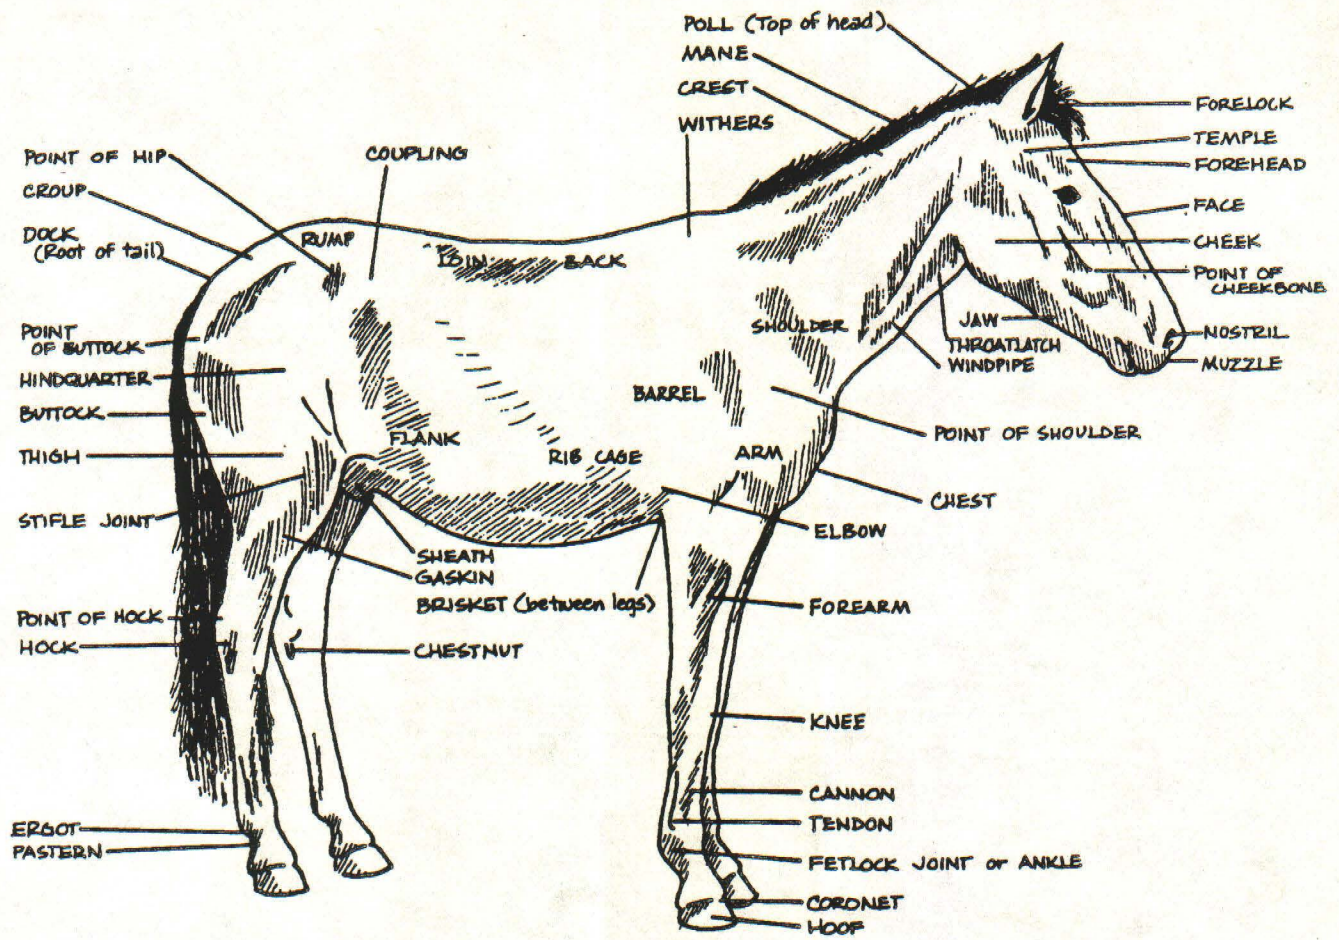 POLL (Top of head)
MANE
CREST
WITHERS
FORELOCK
TEMPLE
FOREHEAD
FACE
CHEEK
POINT OF
CHEEKBONE
NOSTRIL
MUZZLE
JAW
THROATLATCH
WINDPIPE
POINT OF HIP
CROUP
DOCK
(Root of tail)
COUPLING
RUMP
LOIN
BACK
SHOULDER
BARREL
POINT
OF BUTTOCK
HINDQUARTER
BUTTOCK
THIGH
STIFLE JOINT
FLANK
RIB CAGE
ARM
POINT OF SHOULDER
CHEST
ELBOW
SHEATH
GASKIN
BRISKET (between legs)
FOREARM
POINT OF HOCK
HOCK
CHESTNUT
KNEE
CANNON
TENDON
FETLOCK JOINT or ANKLE
CORONET
HOOF
ERGOT
PASTERN